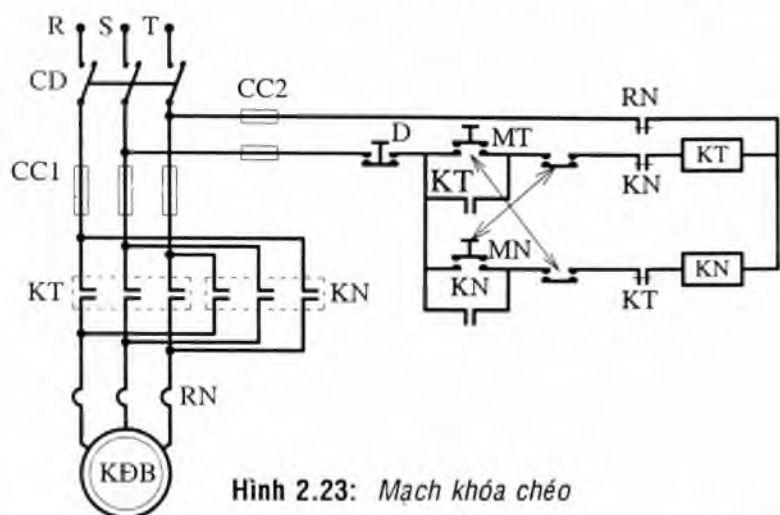 R S T
CD
CC2
RN
D
MT
CC1
KT
KN
KT
MN
KN
KN
KT
KT
KN
RN
KĐB
Hình 2.23: Mạch khóa chéo